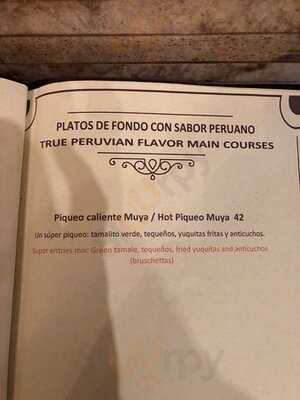 PLATOS DE FONDO CON SABOR PERUANO
TRUE PERUVIAN FLAVOR MAIN COURSES
Piqueo caliente Muya / Hot Piqueo Muya 42
Un súper piqueo: tamalito verde, tequeños, yuquitas fritas y anticuchos.
Super entries mac Green tamale, tequeños, fried yuquitas and anticuchos
(bruschettas)